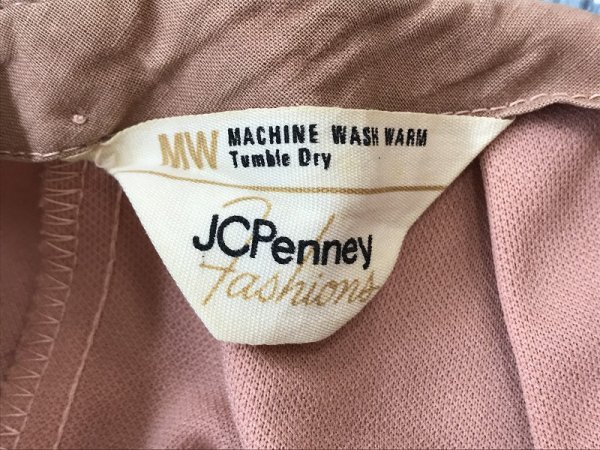 MW MACHINE WASH WARM
Tumble Dry
JCPenney
fashions